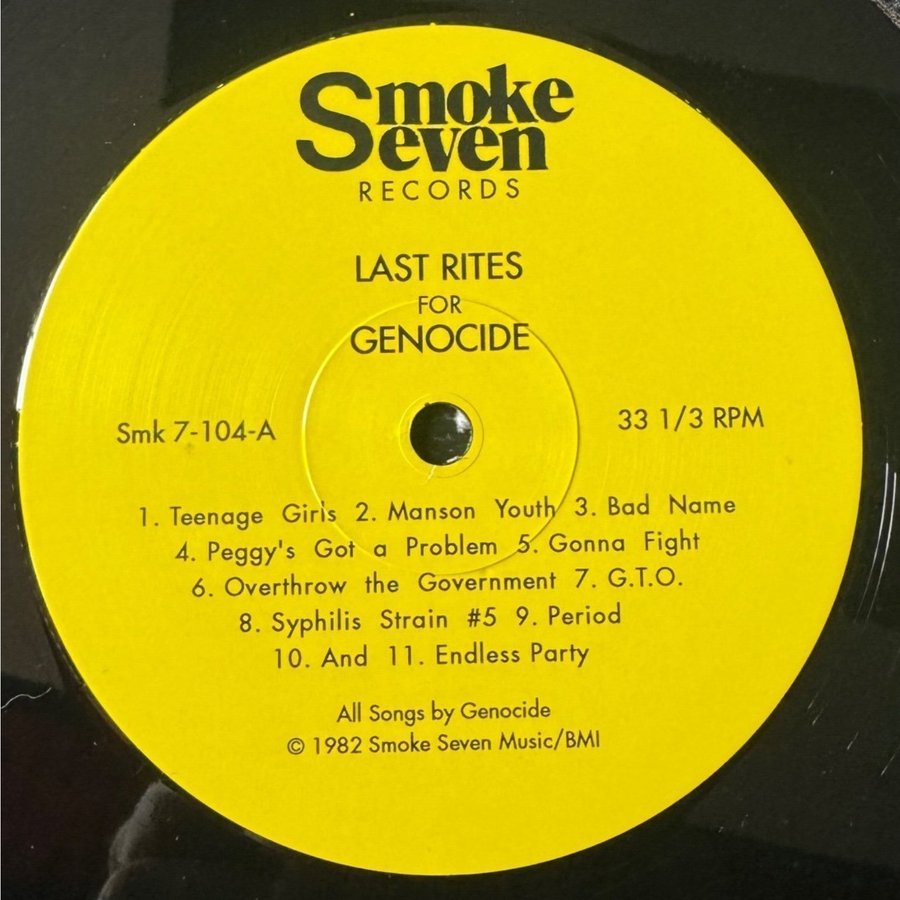 Smoke
Seven
RECORDS
LAST RITES
FOR
GENOCIDE
Smk 7-104-A
33 1/3 RPM
1. Teenage Girls 2. Manson Youth 3. Bad Name
4. Peggy's Got a Problem 5. Gonna Fight
6. Overthrow the Government 7. G.T.O.
8. Syphilis Strain #5 9. Period
10. And 11. Endless Party
All Songs by Genocide
© 1982 Smoke Seven Music/BMI